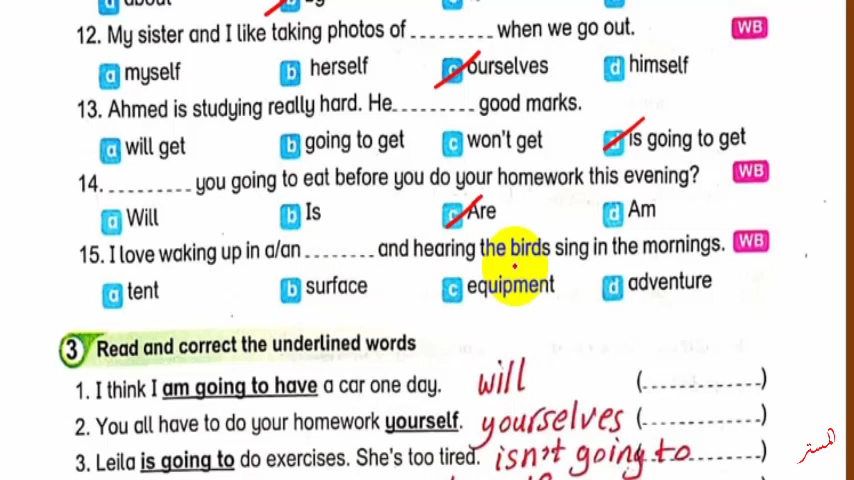 12. My sister and I like taking photos of ......... when we go out. WB
a myself b herself c ourselves d himself
13. Ahmed is studying really hard. He.......... good marks.
a will get b going to get c won't get d is going to get
14. .......... you going to eat before you do your homework this evening? WB
a Will b Is c Are d Am
15. I love waking up in a/an ........ and hearing the birds sing in the mornings. WB
a tent b surface c equipment d adventure
3 Read and correct the underlined words
1. I think I am going to have a car one day. will (..............)
2. You all have to do your homework yourself. yourselves (..............)
3. Leila is going to do exercises. She's too tired. isn't going to ..........)
المستر